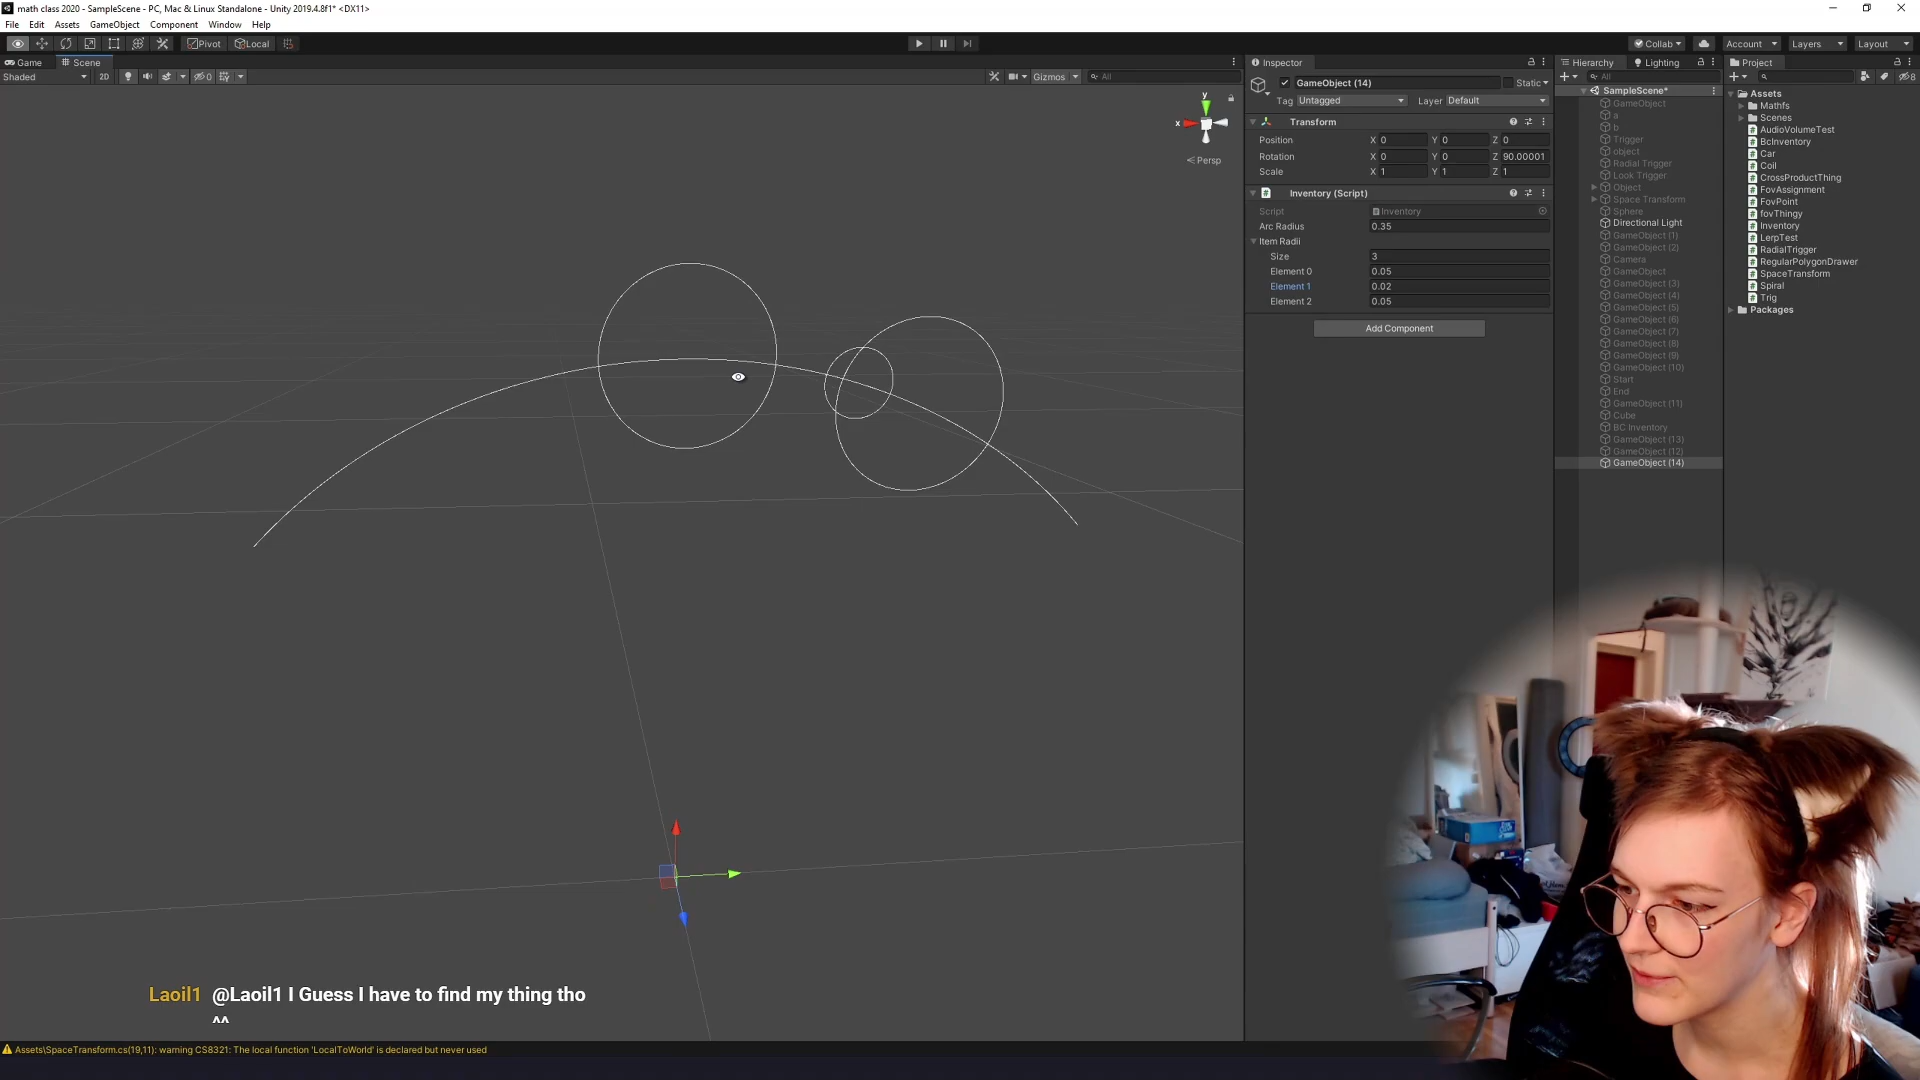 math class 2020 - SampleScene - PC, Mac & Linux Standalone - Unity 2019.4.8f1* <DX11>
File Edit Assets GameObject Component Window Help
Pivot Local Collab Account Layers Layout
Game Scene
Shaded 2D 0 Gizmos All
y
x
Persp
Inspector
GameObject (14) Static
Tag Untagged Layer Default
Transform
Position X 0 Y 0 Z 0
Rotation X 0 Y 0 Z 90.00001
Scale X 1 Y 1 Z 1
Inventory (Script)
Script Inventory
Arc Radius 0.35
Item Radii
Size 3
Element 0 0.05
Element 1 0.02
Element 2 0.05
Add Component
Hierarchy Lighting
All
SampleScene*
GameObject
a
b
Trigger
object
Radial Trigger
Look Trigger
Object
Space Transform
Sphere
Directional Light
GameObject (1)
GameObject (2)
Camera
GameObject
GameObject (3)
GameObject (4)
GameObject (5)
GameObject (6)
GameObject (7)
GameObject (8)
GameObject (9)
GameObject (10)
Start
End
GameObject (11)
Cube
BC Inventory
GameObject (13)
GameObject (12)
GameObject (14)
Project
8
Assets
Mathfs
Scenes
AudioVolumeTest
BcInventory
Car
Coil
CrossProductThing
FovAssignment
FovPoint
fovThingy
Inventory
LerpTest
RadialTrigger
RegularPolygonDrawer
SpaceTransform
Spiral
Trig
Packages
Laoil1 @Laoil1 I Guess I have to find my thing tho
^^
Assets\SpaceTransform.cs(19,11): warning CS8321: The local function 'LocalToWorld' is declared but never used